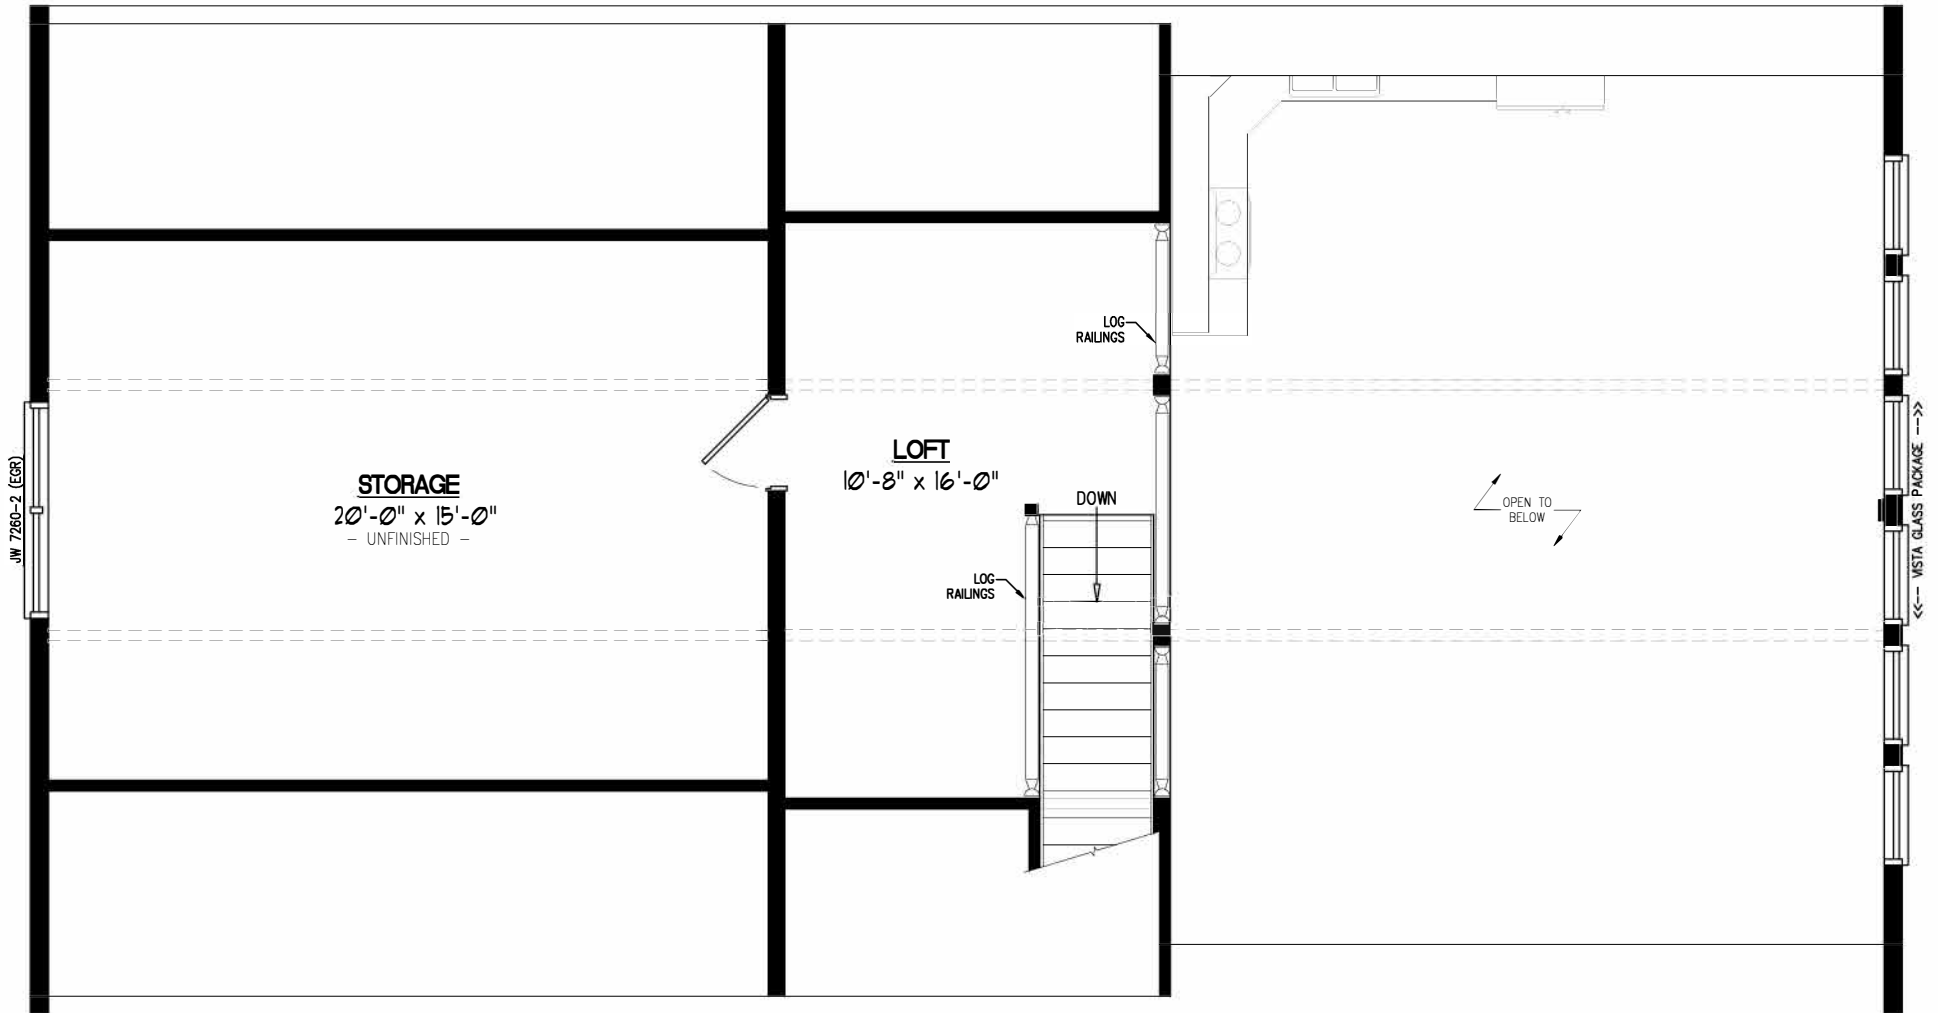 LOG
RAILINGS
LOFT
10'-8" x 16'-0"
STORAGE
20'-0" x 15'-0"
- UNFINISHED -
DOWN
OPEN TO
BELOW
LOG
RAILINGS
JW 7260-2 (EGR)
<<-- VISTA GLASS PACKAGE -->>